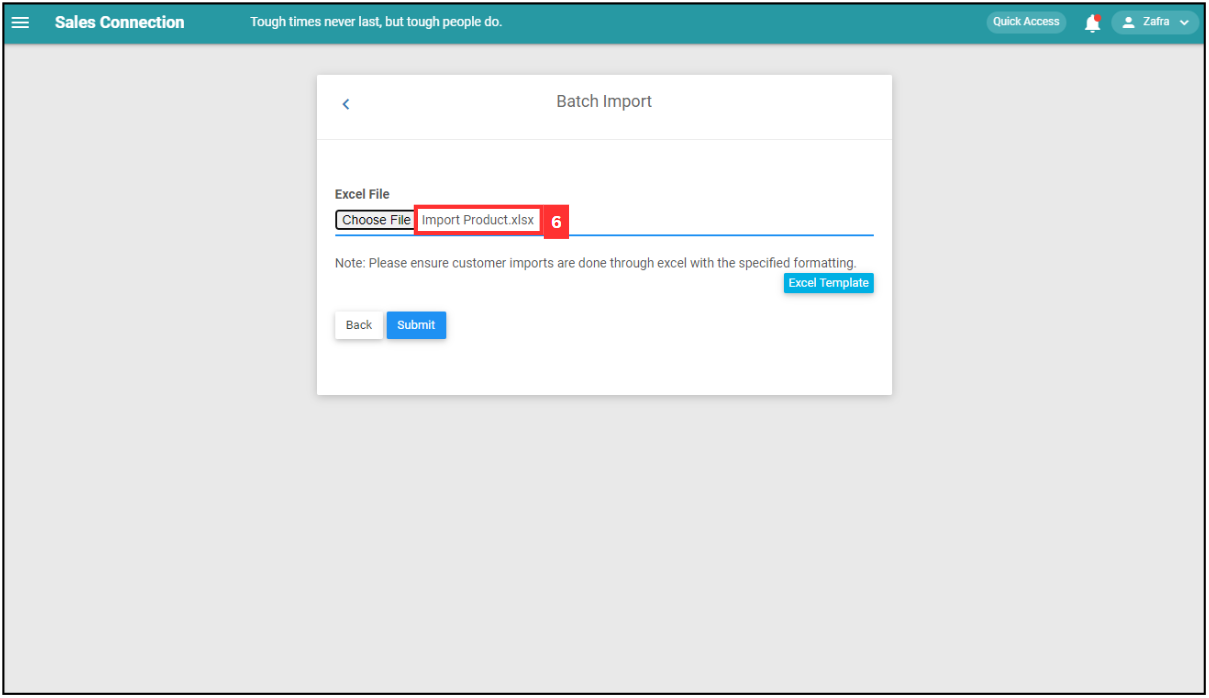 Sales Connection Tough times never last, but tough people do. Quick Access Zafra
Batch Import
Excel File
Choose File Import Product.xlsx 6
Note: Please ensure customer imports are done through excel with the specified formatting.
Excel Template
Back Submit